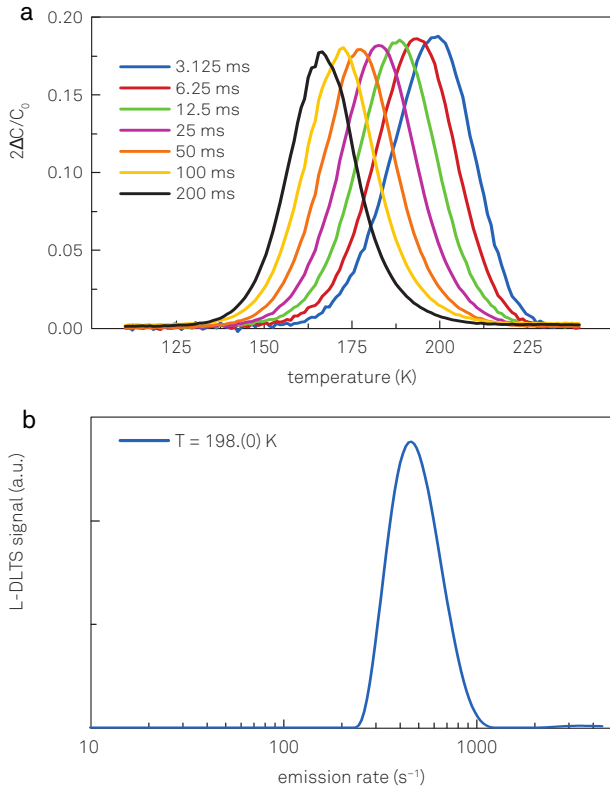 a
0.20
0.15
0.10
0.05
0.00
2ΔC/C₀
3.125 ms
6.25 ms
12.5 ms
25 ms
50 ms
100 ms
200 ms
125 150 175 200 225
temperature (K)
b
T = 198.(0) K
L-DLTS signal (a.u.)
10 100 1000
emission rate (s⁻¹)